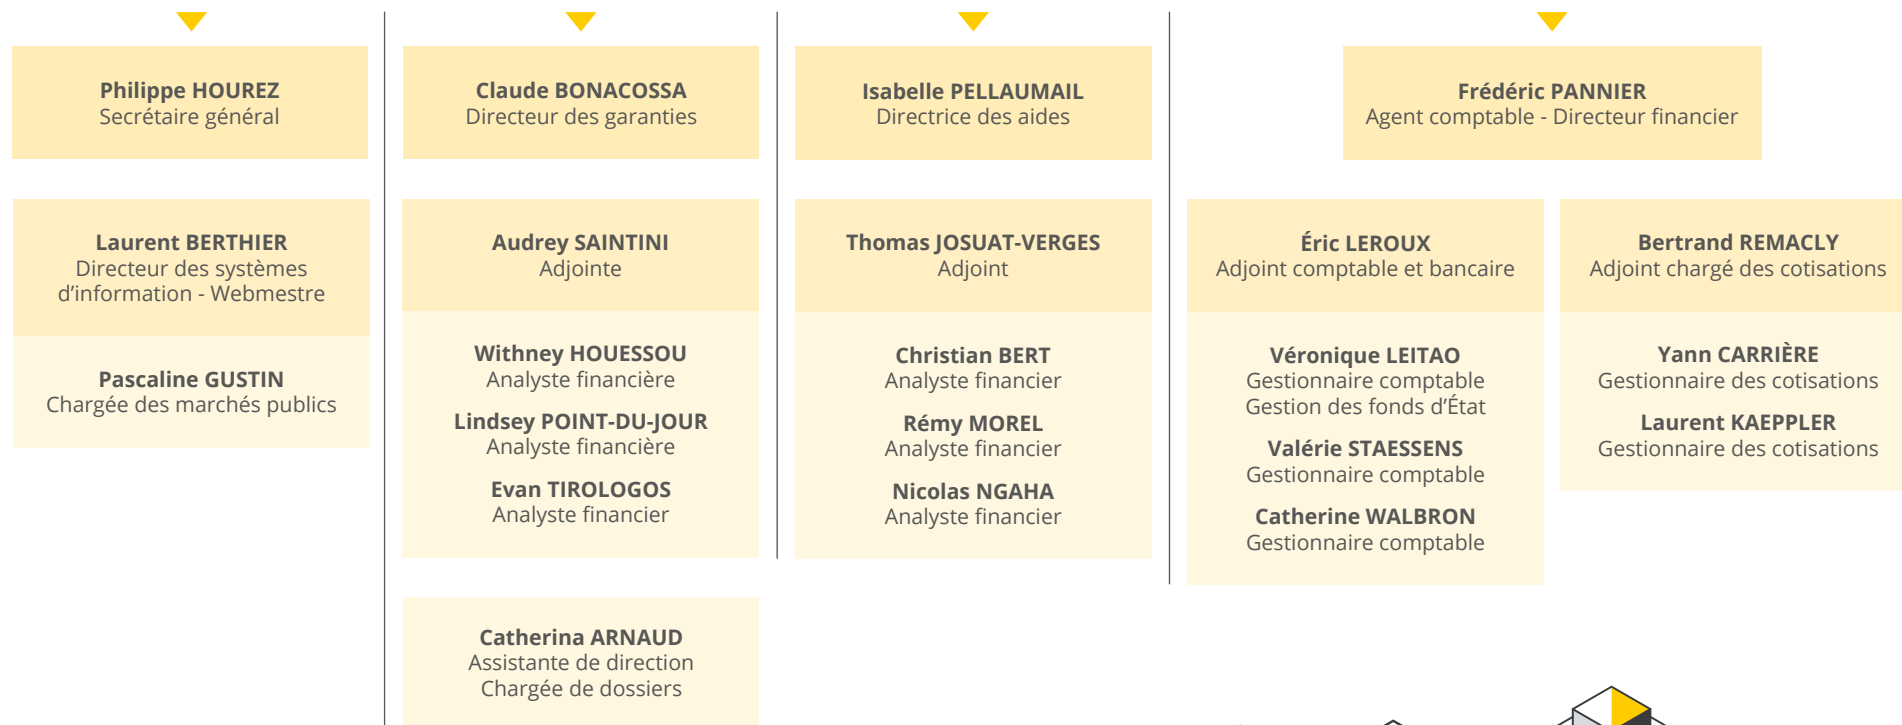 Philippe HOUREZ
Secrétaire général
Laurent BERTHIER
Directeur des systèmes
d’information - Webmestre
Pascaline GUSTIN
Chargée des marchés publics
Claude BONACOSSA
Directeur des garanties
Audrey SAINTINI
Adjointe
Withney HOUESSOU
Analyste financière
Lindsey POINT-DU-JOUR
Analyste financière
Evan TIROLOGOS
Analyste financier
Catherina ARNAUD
Assistante de direction
Chargée de dossiers
Isabelle PELLAUMAIL
Directrice des aides
Thomas JOSUAT-VERGES
Adjoint
Christian BERT
Analyste financier
Rémy MOREL
Analyste financier
Nicolas NGAHA
Analyste financier
Frédéric PANNIER
Agent comptable - Directeur financier
Éric LEROUX
Adjoint comptable et bancaire
Véronique LEITAO
Gestionnaire comptable
Gestion des fonds d’État
Valérie STAESSENS
Gestionnaire comptable
Catherine WALBRON
Gestionnaire comptable
Bertrand REMACLY
Adjoint chargé des cotisations
Yann CARRIÈRE
Gestionnaire des cotisations
Laurent KAEPPLER
Gestionnaire des cotisations